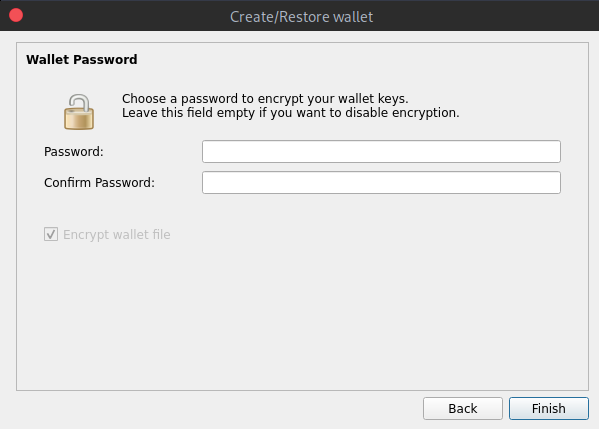 Create/Restore wallet
Wallet Password
Choose a password to encrypt your wallet keys.
Leave this field empty if you want to disable encryption.
Password:
Confirm Password:
Encrypt wallet file
Back
Finish